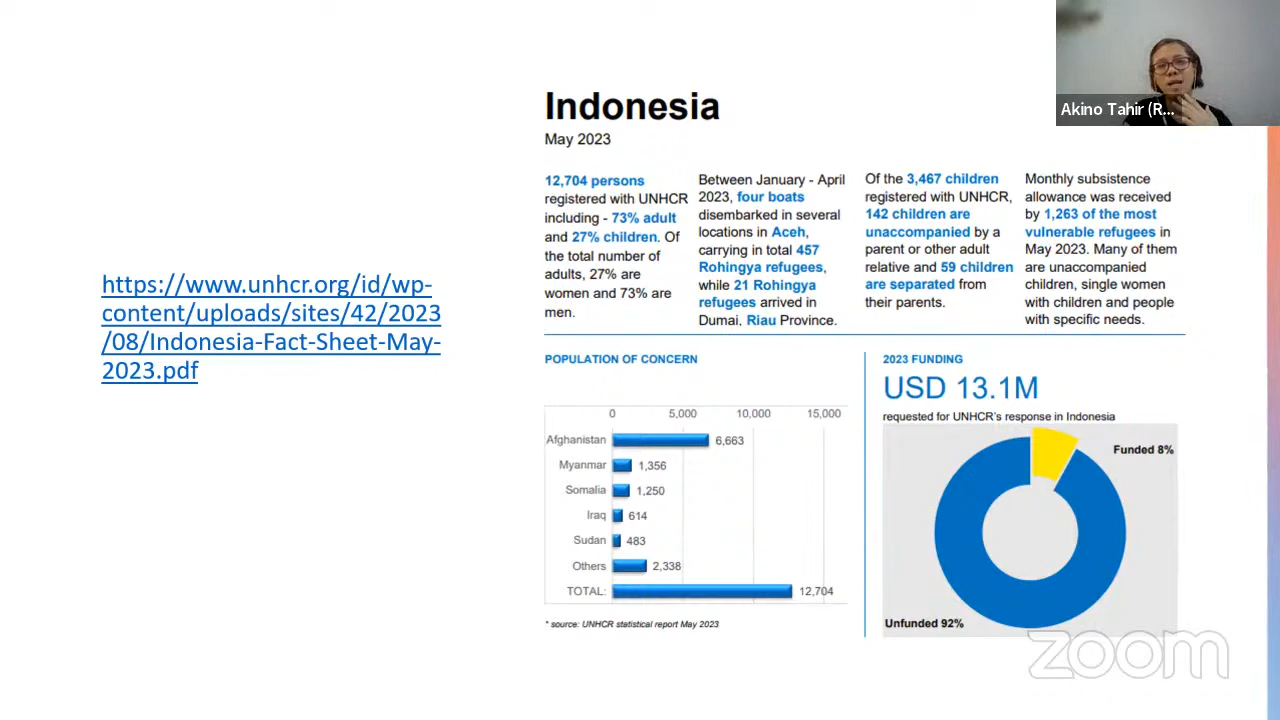 Akino Tahir (R...
https://www.unhcr.org/id/wp-
content/uploads/sites/42/2023
/08/Indonesia-Fact-Sheet-May-
2023.pdf
Indonesia
May 2023
12,704 persons
registered with UNHCR
including - 73% adult
and 27% children. Of
the total number of
adults, 27% are
women and 73% are
men.
Between January - April
2023, four boats
disembarked in several
locations in Aceh,
carrying in total 457
Rohingya refugees,
while 21 Rohingya
refugees arrived in
Dumai, Riau Province.
Of the 3,467 children
registered with UNHCR,
142 children are
unaccompanied by a
parent or other adult
relative and 59 children
are separated from
their parents.
Monthly subsistence
allowance was received
by 1,263 of the most
vulnerable refugees in
May 2023. Many of them
are unaccompanied
children, single women
with children and people
with specific needs.
POPULATION OF CONCERN
0 5,000 10,000 15,000
Afghanistan 6,663
Myanmar 1,356
Somalia 1,250
Iraq 614
Sudan 483
Others 2,338
TOTAL: 12,704
* source: UNHCR statistical report May 2023
2023 FUNDING
USD 13.1M
requested for UNHCR's response in Indonesia
Funded 8%
Unfunded 92%
zoom